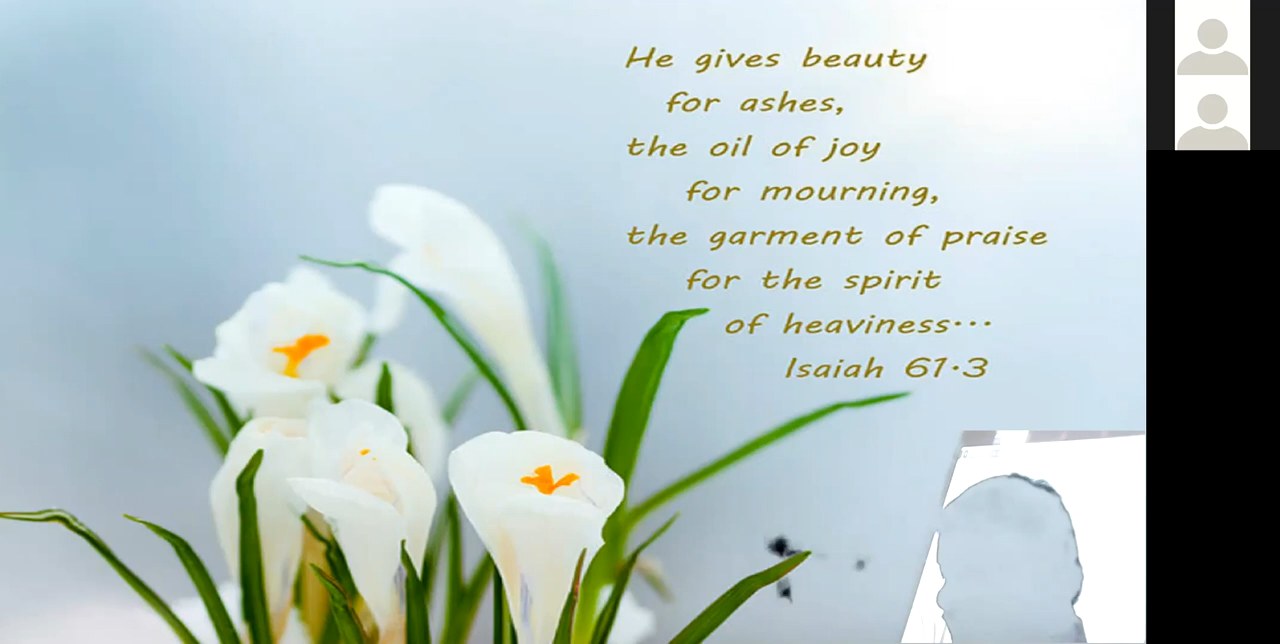 He gives beauty
for ashes,
the oil of joy
for mourning,
the garment of praise
for the spirit
of heaviness···
Isaiah 61·3